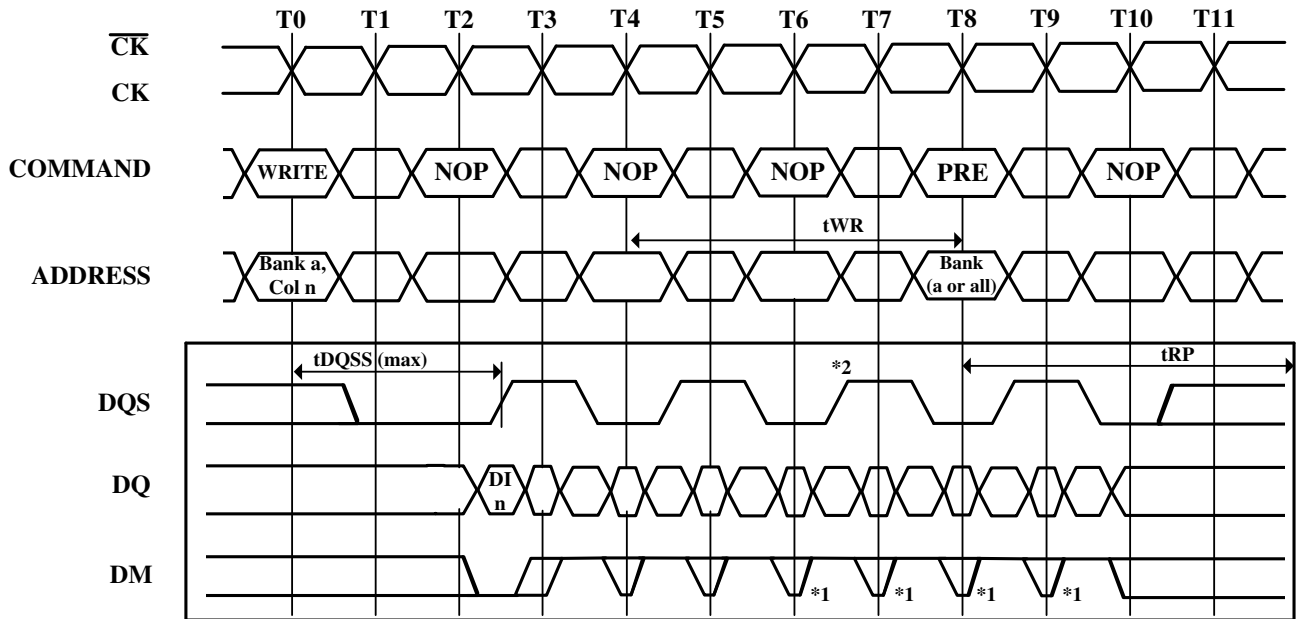 T0 T1 T2 T3 T4 T5 T6 T7 T8 T9 T10 T11
CK
CK
COMMAND WRITE NOP NOP NOP PRE NOP
tWR
ADDRESS Bank a, Col n Bank (a or all)
tDQSS (max) *2 tRP
DQS
DQ DI n
DM *1 *1 *1 *1